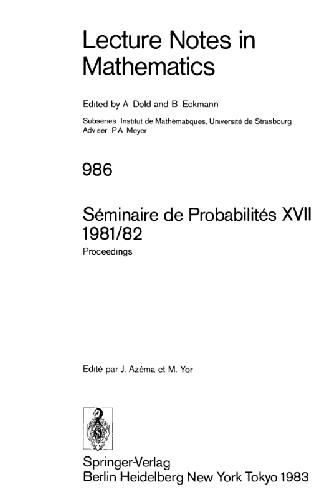 Lecture Notes in
Mathematics
Edited by A. Dold and B. Eckmann
Subseries: Institut de Mathématiques, Université de Strasbourg
Adviser: P.A. Meyer
986
Séminaire de Probabilités XVII
1981/82
Proceedings
Edité par J. Azéma et M. Yor
Springer-Verlag
Berlin Heidelberg New York Tokyo 1983